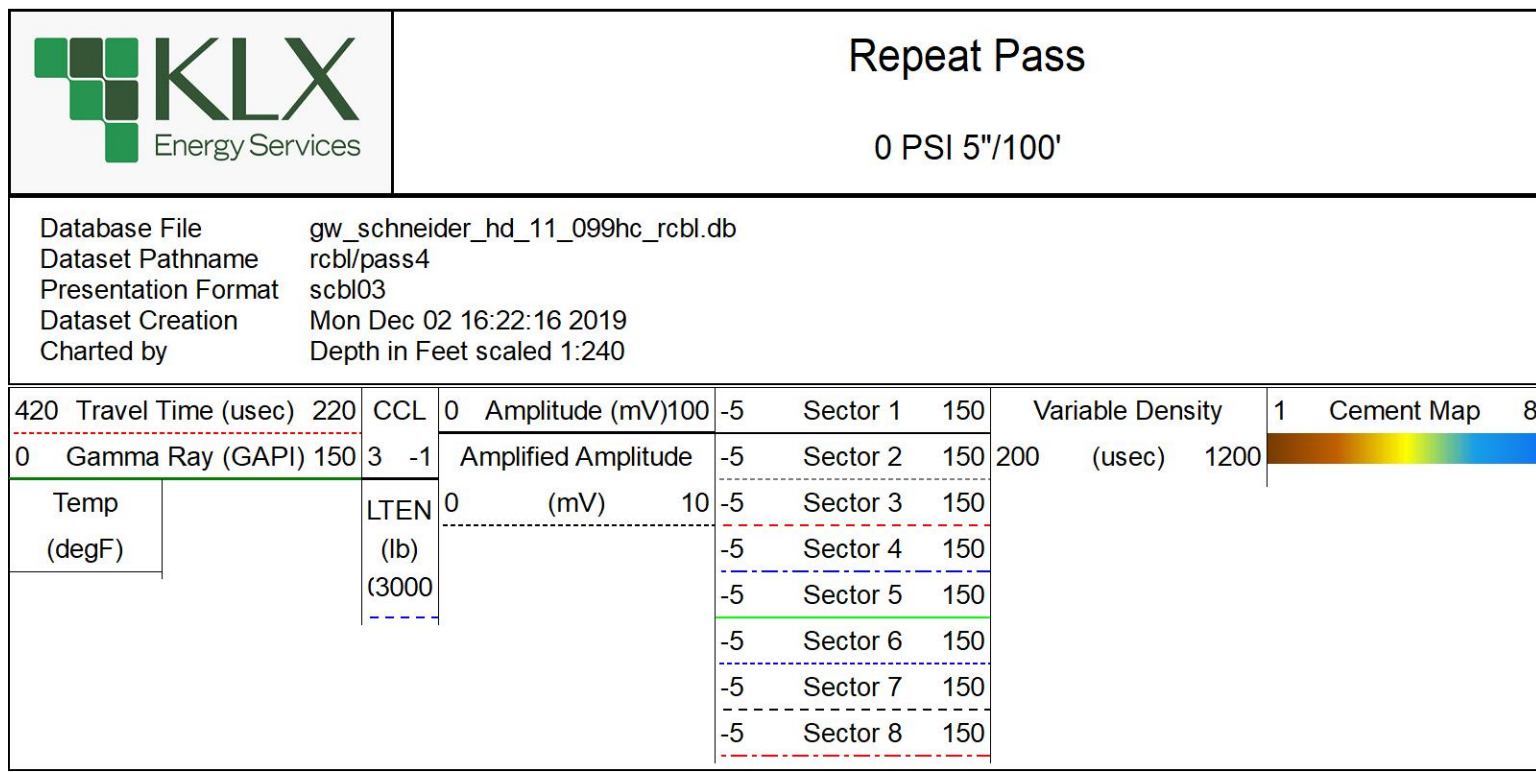 KLX
Energy Services
Repeat Pass
0 PSI 5"/100'
Database File gw_schneider_hd_11_099hc_rcbl.db
Dataset Pathname rcbl/pass4
Presentation Format scbl03
Dataset Creation Mon Dec 02 16:22:16 2019
Charted by Depth in Feet scaled 1:240
420 Travel Time (usec) 220 CCL 0 Amplitude (mV)100 -5 Sector 1 150 Variable Density 1 Cement Map 8
0 Gamma Ray (GAPI) 150 3 -1 Amplified Amplitude -5 Sector 2 150 200 (usec) 1200
Temp LTEN 0 (mV) 10 -5 Sector 3 150
(degF) (lb) -5 Sector 4 150
(3000 -5 Sector 5 150
-5 Sector 6 150
-5 Sector 7 150
-5 Sector 8 150